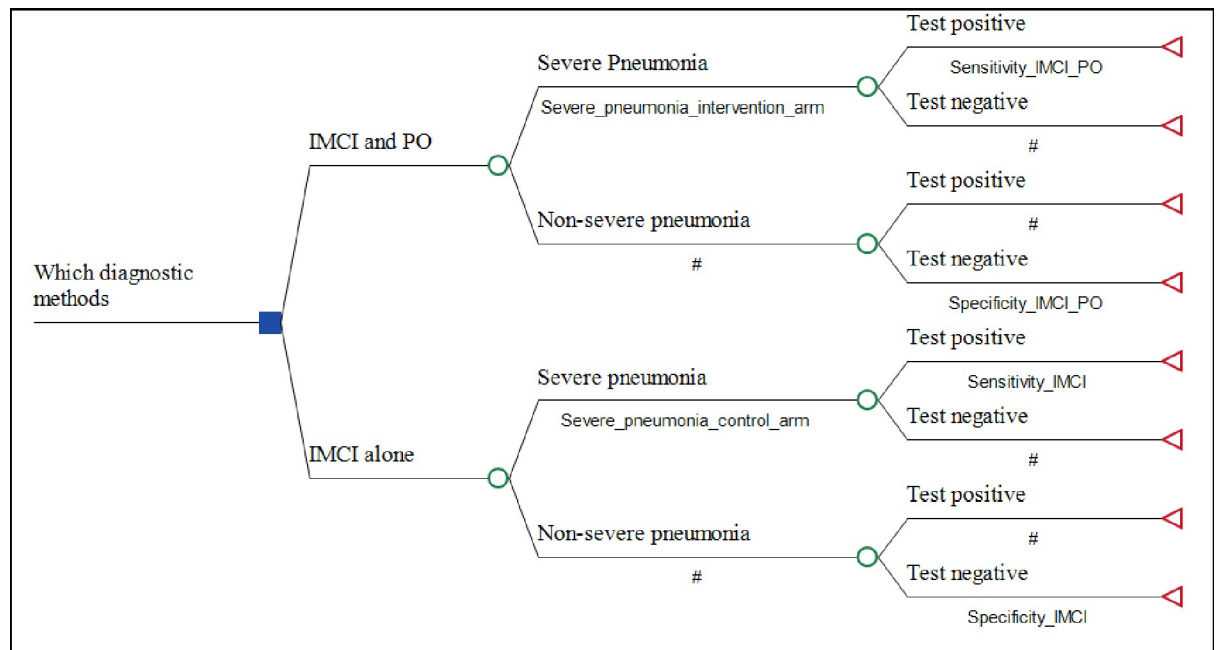 Test positive
Sensitivity_IMCI_PO
Severe Pneumonia
Severe_pneumonia_intervention_arm
Test negative
#
IMCI and PO
Test positive
#
Non-severe pneumonia
#
Test negative
Specificity_IMCI_PO
Which diagnostic
methods
Test positive
Sensitivity_IMCI
Severe pneumonia
Severe_pneumonia_control_arm
Test negative
#
IMCI alone
Test positive
#
Non-severe pneumonia
#
Test negative
Specificity_IMCI